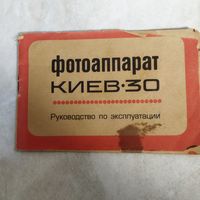 фотоаппарат
КИЕВ·30
Руководство по эксплуатации